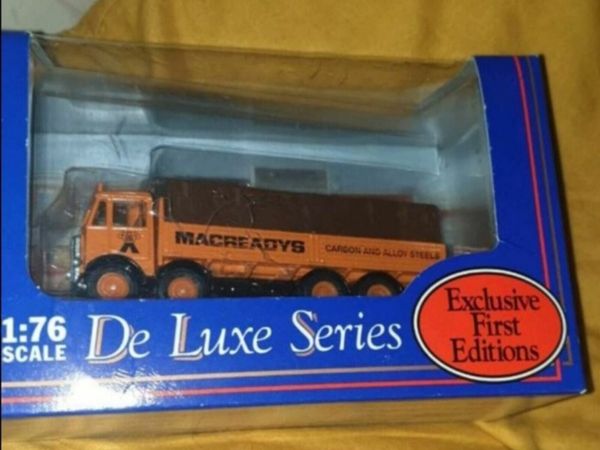 MACREADYS
CARBON AND ALLOY STEELS
1:76
SCALE
De Luxe Series
Exclusive
First
Editions